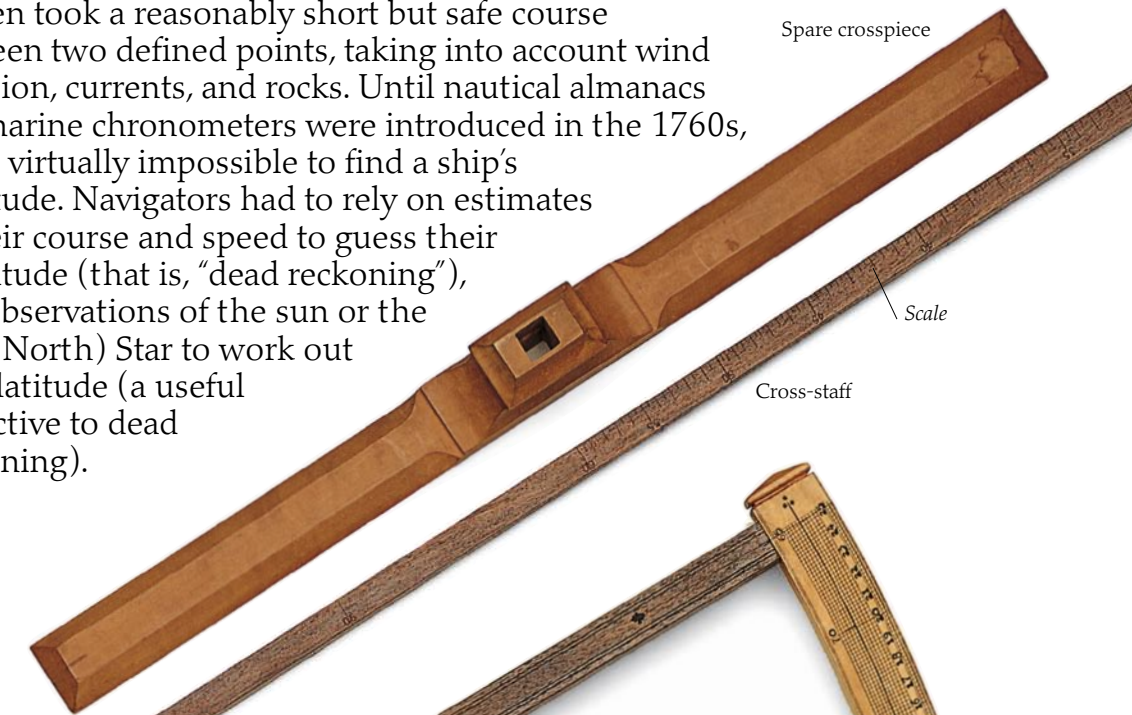 en took a reasonably short but safe course
een two defined points, taking into account wind
tion, currents, and rocks. Until nautical almanacs
marine chronometers were introduced in the 1760s,
virtually impossible to find a ship's
tude. Navigators had to rely on estimates
eir course and speed to guess their
itude (that is, “dead reckoning”),
bservations of the sun or the
North) Star to work out
latitude (a useful
ctive to dead
ning).
Spare crosspiece
Scale
Cross-staff